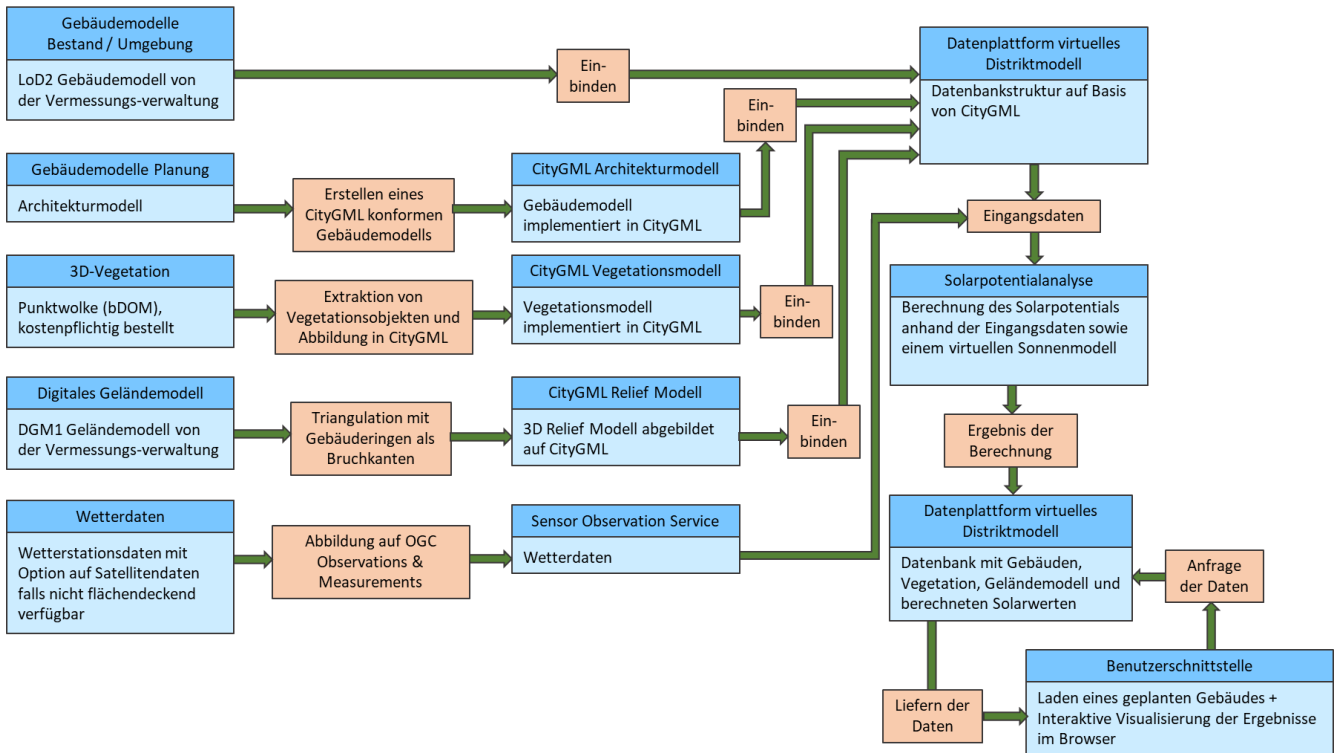 Gebäudemodelle
Bestand / Umgebung
LoD2 Gebäudemodell von
der Vermessungs-verwaltung
Ein-
binden
Datenplattform virtuelles
Distriktmodell
Datenbankstruktur auf Basis
von CityGML
Gebäudemodelle Planung
Architekturmodell
Erstellen eines
CityGML konformen
Gebäudemodells
CityGML Architekturmodell
Gebäudemodell
implementiert in CityGML
Ein-
binden
3D-Vegetation
Punktwolke (bDOM),
kostenpflichtig bestellt
Extraktion von
Vegetationsobjekten und
Abbildung in CityGML
CityGML Vegetationsmodell
Vegetationsmodell
implementiert in CityGML
Ein-
binden
Digitales Geländemodell
DGM1 Geländemodell von
der Vermessungs-verwaltung
Triangulation mit
Gebäuderingen als
Bruchkanten
CityGML Relief Modell
3D Relief Modell abgebildet
auf CityGML
Ein-
binden
Wetterdaten
Wetterstationsdaten mit
Option auf Satellitendaten
falls nicht flächendeckend
verfügbar
Abbildung auf OGC
Observations &
Measurements
Sensor Observation Service
Wetterdaten
Eingangsdaten
Solarpotentialanalyse
Berechnung des Solarpotentials
anhand der Eingangsdaten sowie
einem virtuellen Sonnenmodell
Ergebnis der
Berechnung
Datenplattform virtuelles
Distriktmodell
Datenbank mit Gebäuden,
Vegetation, Geländemodell und
berechneten Solarwerten
Anfrage
der Daten
Liefern der
Daten
Benutzerschnittstelle
Laden eines geplanten Gebäudes +
Interaktive Visualisierung der Ergebnisse
im Browser